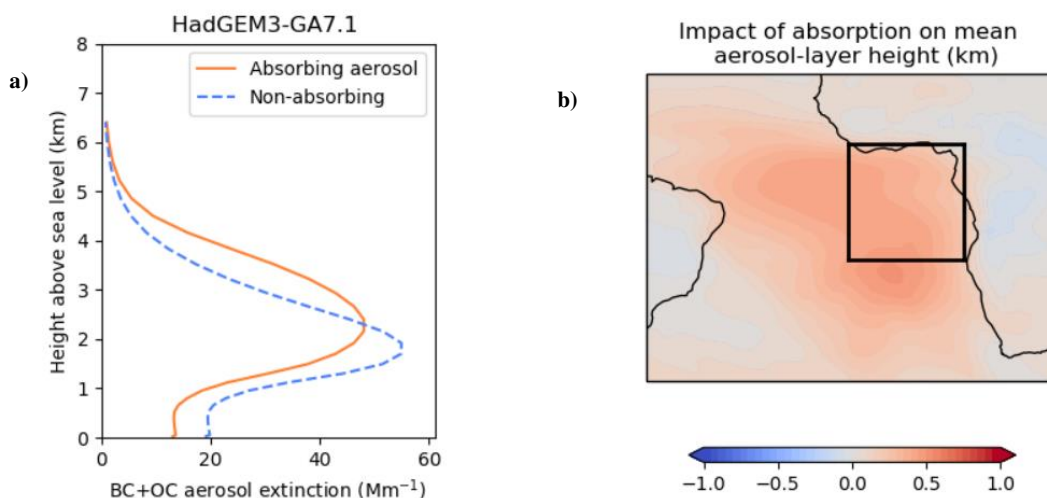 HadGEM3-GA7.1
a)
8
7
6
5
4
3
2
1
0
Height above sea level (km)
Absorbing aerosol
Non-absorbing
0 20 40 60
BC+OC aerosol extinction (Mm⁻¹)
b)
Impact of absorption on mean
aerosol-layer height (km)
−1.0 −0.5 0.0 0.5 1.0